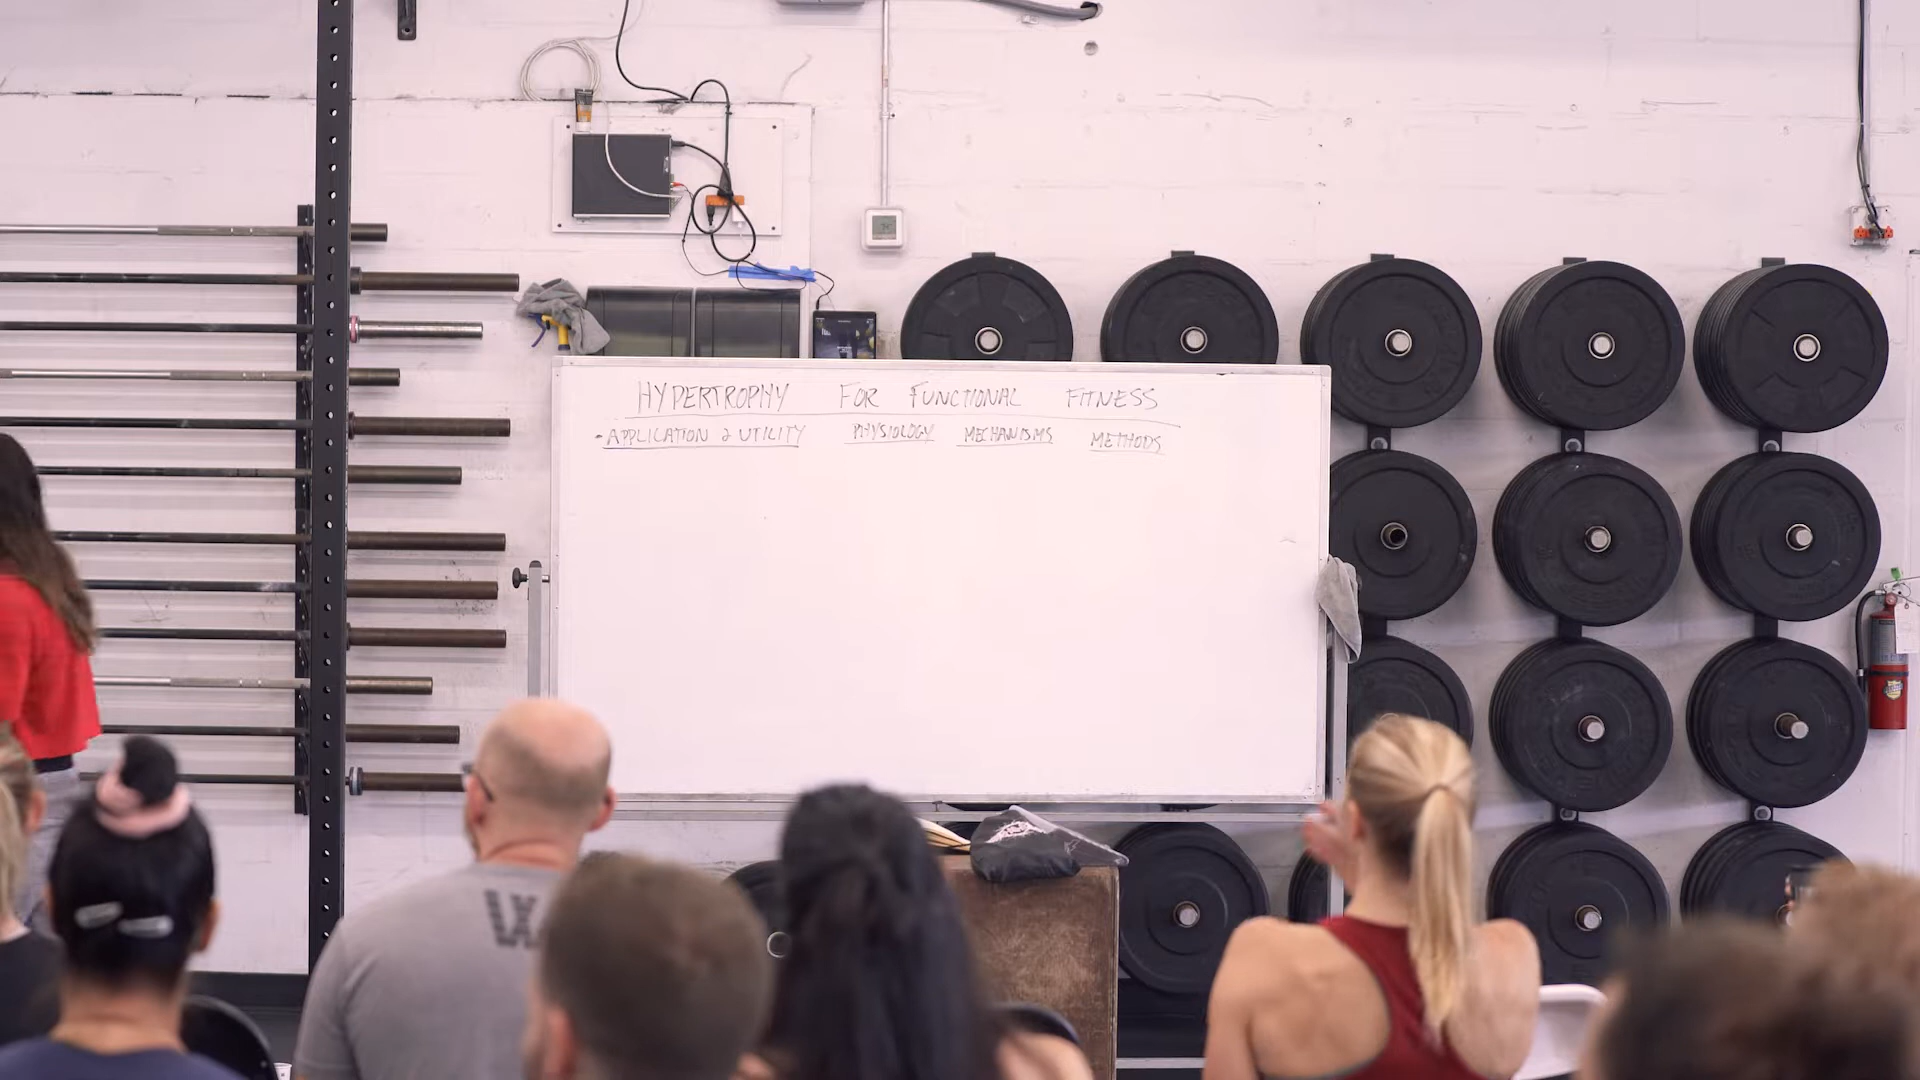 HYPERTROPHY FOR FUNCTIONAL FITNESS
- APPLICATION & UTILITY PHYSIOLOGY MECHANISMS METHODS